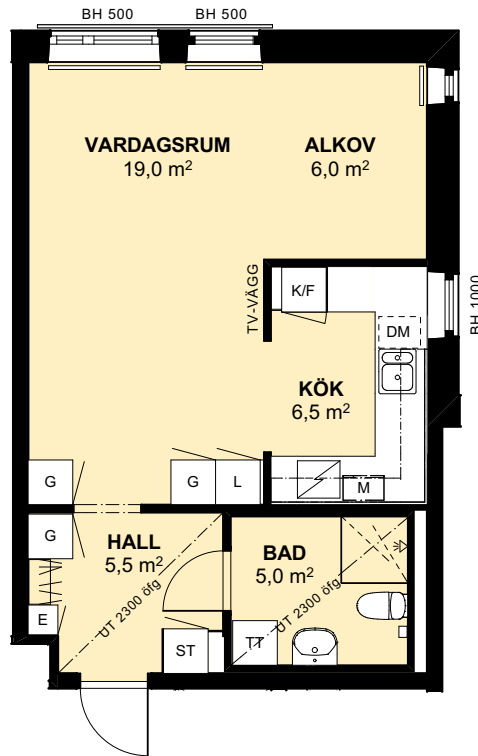 BH 500
BH 500
VARDAGSRUM
19,0 m²
ALKOV
6,0 m²
TV-VÄGG
K/F
BH 1000
DM
KÖK
6,5 m²
G
G
L
M
G
HALL
5,5 m²
BAD
5,0 m²
UT 2300 öfg
UT 2300 öfg
E
ST
TT